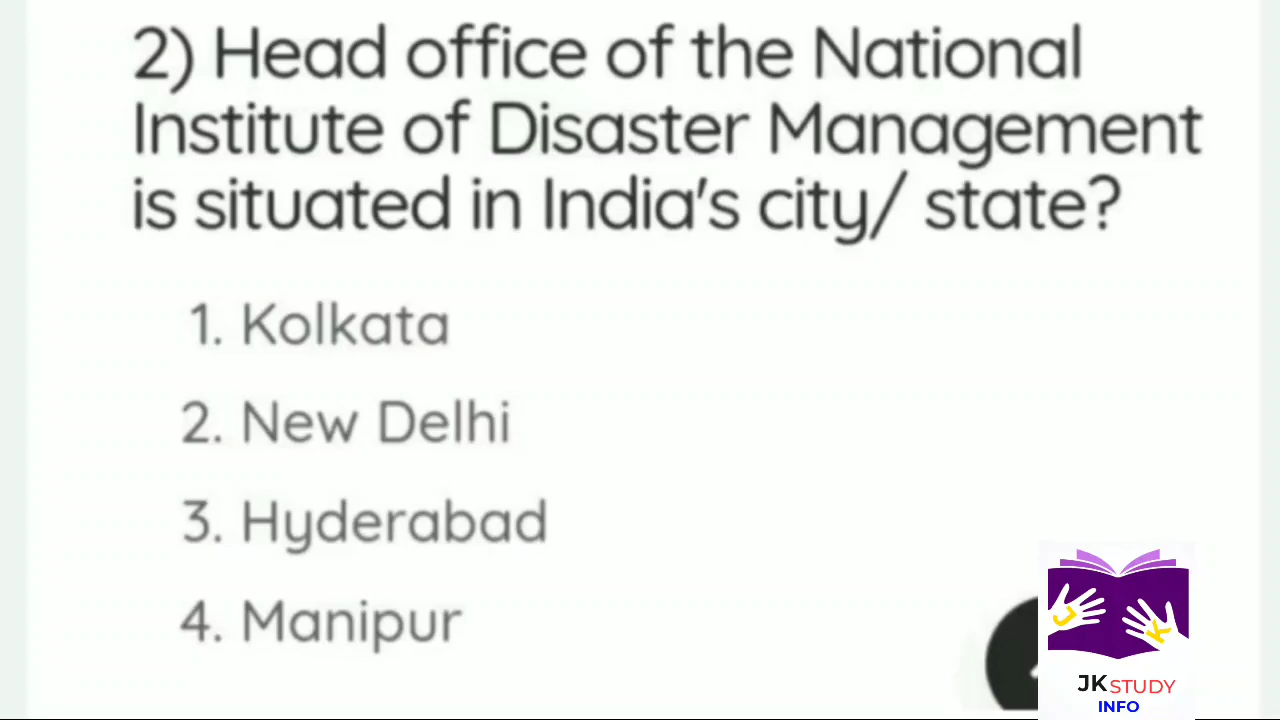 2) Head office of the National
Institute of Disaster Management
is situated in India's city/ state?
1. Kolkata
2. New Delhi
3. Hyderabad
4. Manipur
J K
JK STUDY
INFO